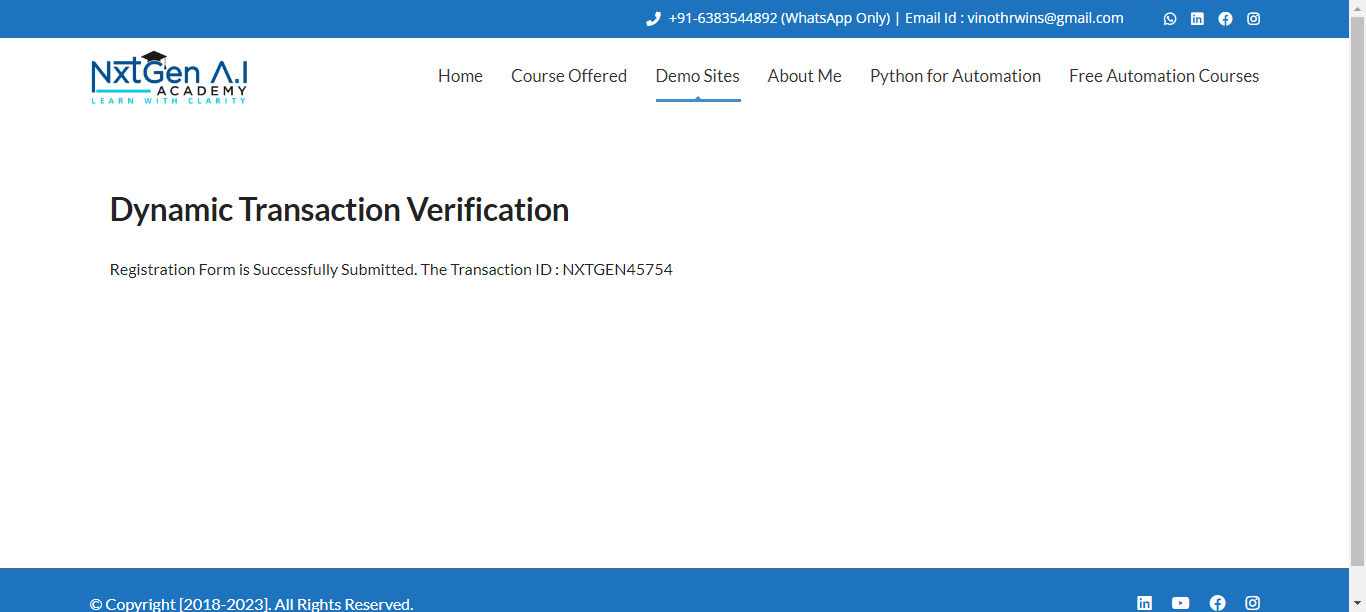 +91-6383544892 (WhatsApp Only) | Email Id : vinothrwins@gmail.com
NxtGen A.I
ACADEMY
LEARN WITH CLARITY
Home Course Offered Demo Sites About Me Python for Automation Free Automation Courses
Dynamic Transaction Verification
Registration Form is Successfully Submitted. The Transaction ID : NXTGEN45754
© Copyright [2018-2023]. All Rights Reserved.